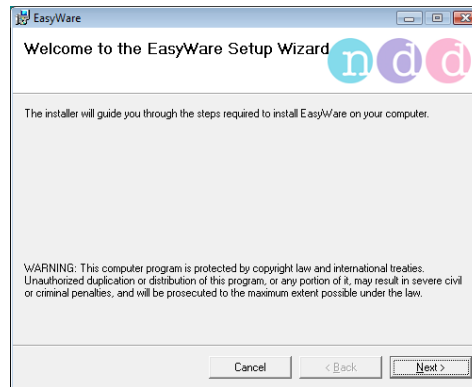 EasyWare
Welcome to the EasyWare Setup Wizard
n d d
The installer will guide you through the steps required to install EasyWare on your computer.
WARNING: This computer program is protected by copyright law and international treaties.
Unauthorized duplication or distribution of this program, or any portion of it, may result in severe civil
or criminal penalties, and will be prosecuted to the maximum extent possible under the law.
Cancel
< Back
Next >